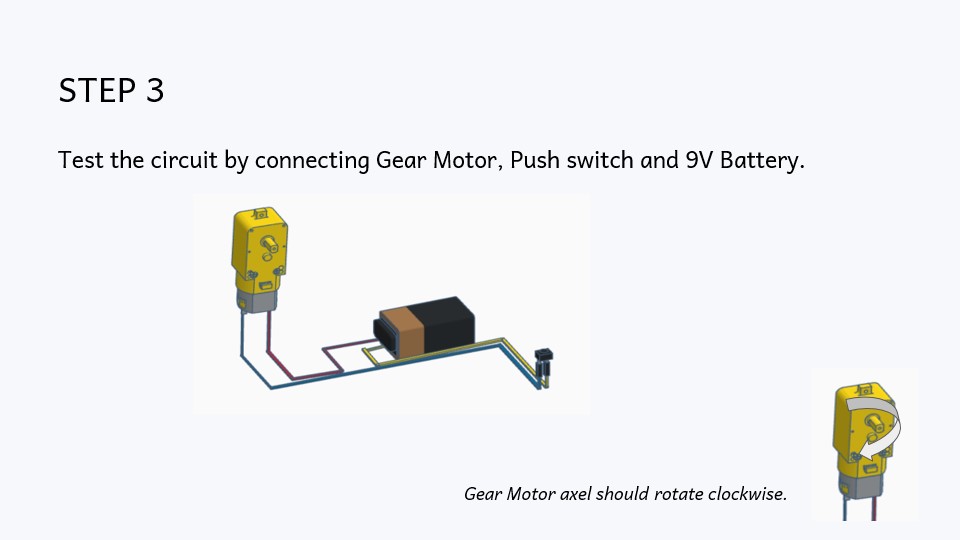 STEP 3
Test the circuit by connecting Gear Motor, Push switch and 9V Battery.
Gear Motor axel should rotate clockwise.